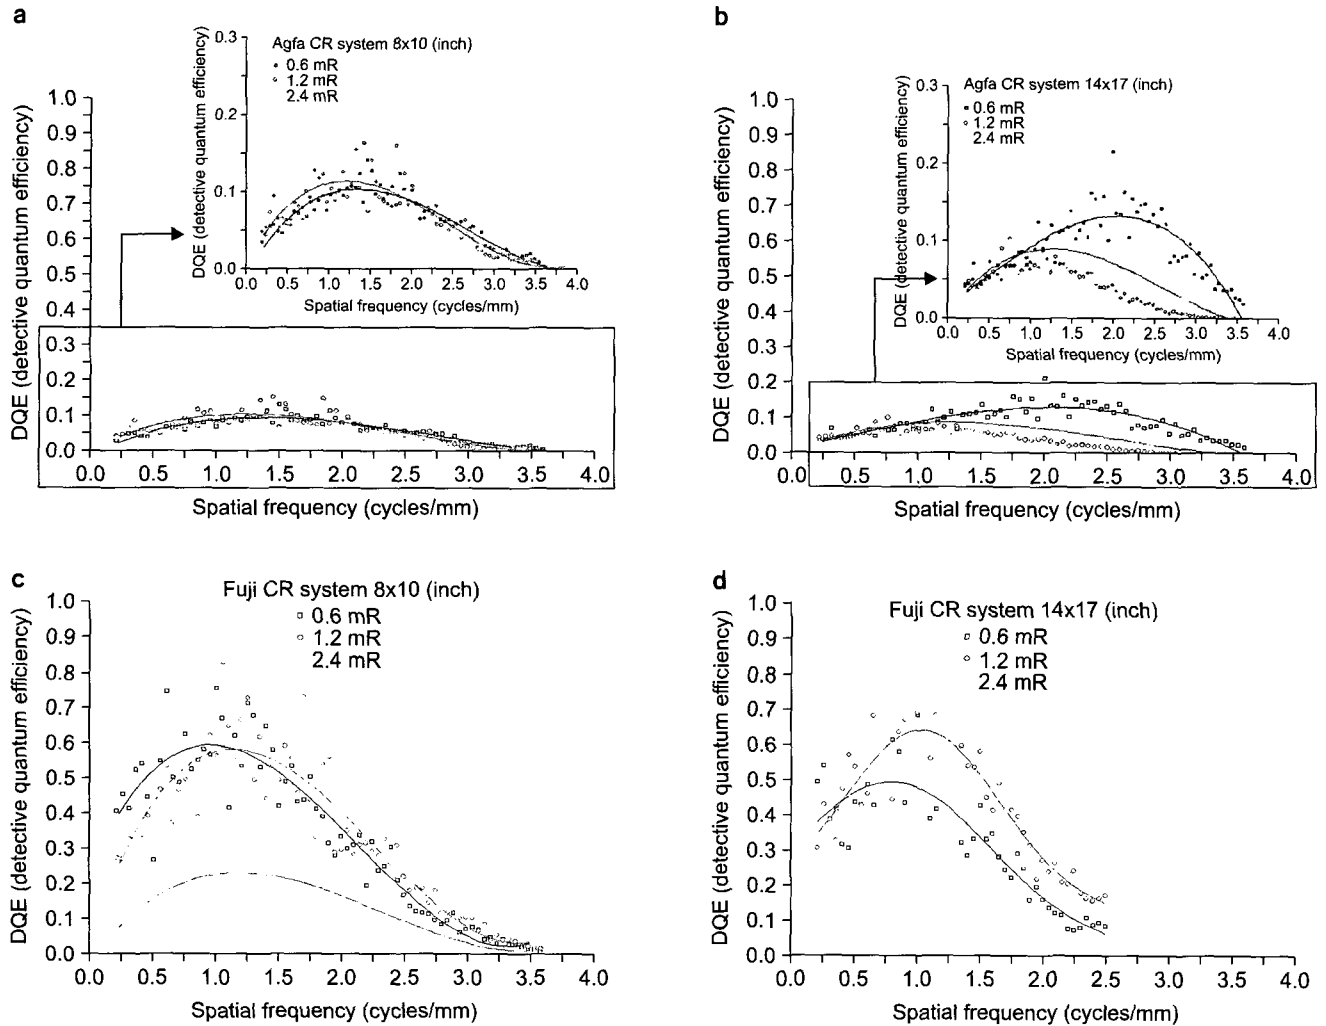 a
DQE (detective quantum efficiency)
1.0
0.9
0.8
0.7
0.6
0.5
0.4
0.3
0.2
0.1
0.0
0.0 0.5 1.0 1.5 2.0 2.5 3.0 3.5 4.0
Spatial frequency (cycles/mm)
DQE (detective quantum efficiency)
0.3
0.2
0.1
0.0
Agfa CR system 8x10 (inch)
0.6 mR
1.2 mR
2.4 mR
0.0 0.5 1.0 1.5 2.0 2.5 3.0 3.5 4.0
Spatial frequency (cycles/mm)
b
DQE (detective quantum efficiency)
1.0
0.9
0.8
0.7
0.6
0.5
0.4
0.3
0.2
0.1
0.0
0.0 0.5 1.0 1.5 2.0 2.5 3.0 3.5 4.0
Spatial frequency (cycles/mm)
DQE (detective quantum efficiency)
0.3
0.2
0.1
0.0
Agfa CR system 14x17 (inch)
0.6 mR
1.2 mR
2.4 mR
0.0 0.5 1.0 1.5 2.0 2.5 3.0 3.5 4.0
Spatial frequency (cycles/mm)
c
Fuji CR system 8x10 (inch)
0.6 mR
1.2 mR
2.4 mR
DQE (detective quantum efficiency)
1.0
0.9
0.8
0.7
0.6
0.5
0.4
0.3
0.2
0.1
0.0
0.0 0.5 1.0 1.5 2.0 2.5 3.0 3.5 4.0
Spatial frequency (cycles/mm)
d
Fuji CR system 14x17 (inch)
0.6 mR
1.2 mR
2.4 mR
DQE (detective quantum efficiency)
1.0
0.9
0.8
0.7
0.6
0.5
0.4
0.3
0.2
0.1
0.0
0.0 0.5 1.0 1.5 2.0 2.5 3.0 3.5 4.0
Spatial frequency (cycles/mm)